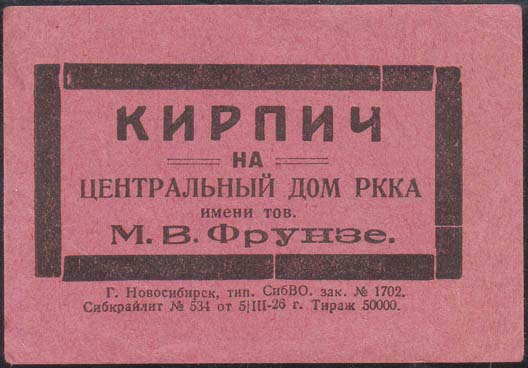 КИРПИЧ
НА
ЦЕНТРАЛЬНЫЙ ДОМ РККА
имени тов.
М. В. Фрунзе.
Г. Новосибирск, тип. СибВО. зак. № 1702.
Сибкрайлит № 534 от 5|III-26 г. Тираж 50000.